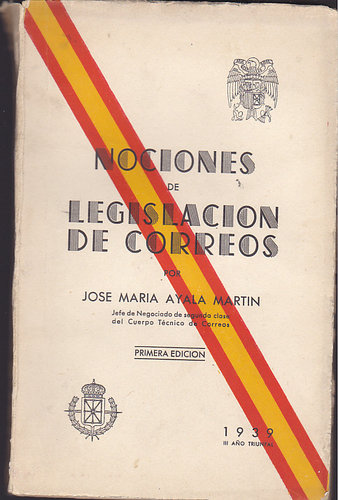 NOCIONES
DE
LEGISLACION
DE CORREOS
POR
JOSE MARIA AYALA MARTIN
Jefe de Negociado de segunda clase
del Cuerpo Técnico de Correos
PRIMERA EDICION
1939
III AÑO TRIUNFAL